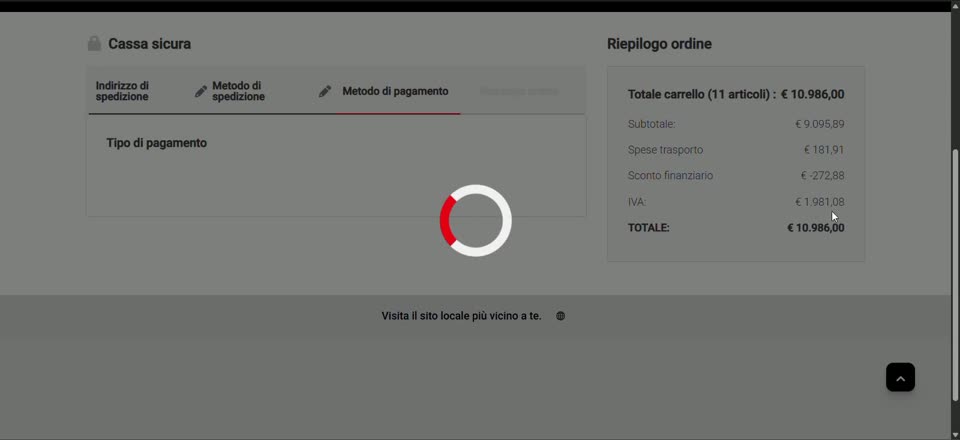 Cassa sicura
Indirizzo di
spedizione
Metodo di
spedizione
Metodo di pagamento
Tipo di pagamento
Riepilogo ordine
Totale carrello (11 articoli) : € 10.986,00
Subtotale: € 9.095,89
Spese trasporto € 181,91
Sconto finanziario € -272,88
IVA: € 1.981,08
TOTALE: € 10.986,00
Visita il sito locale più vicino a te.